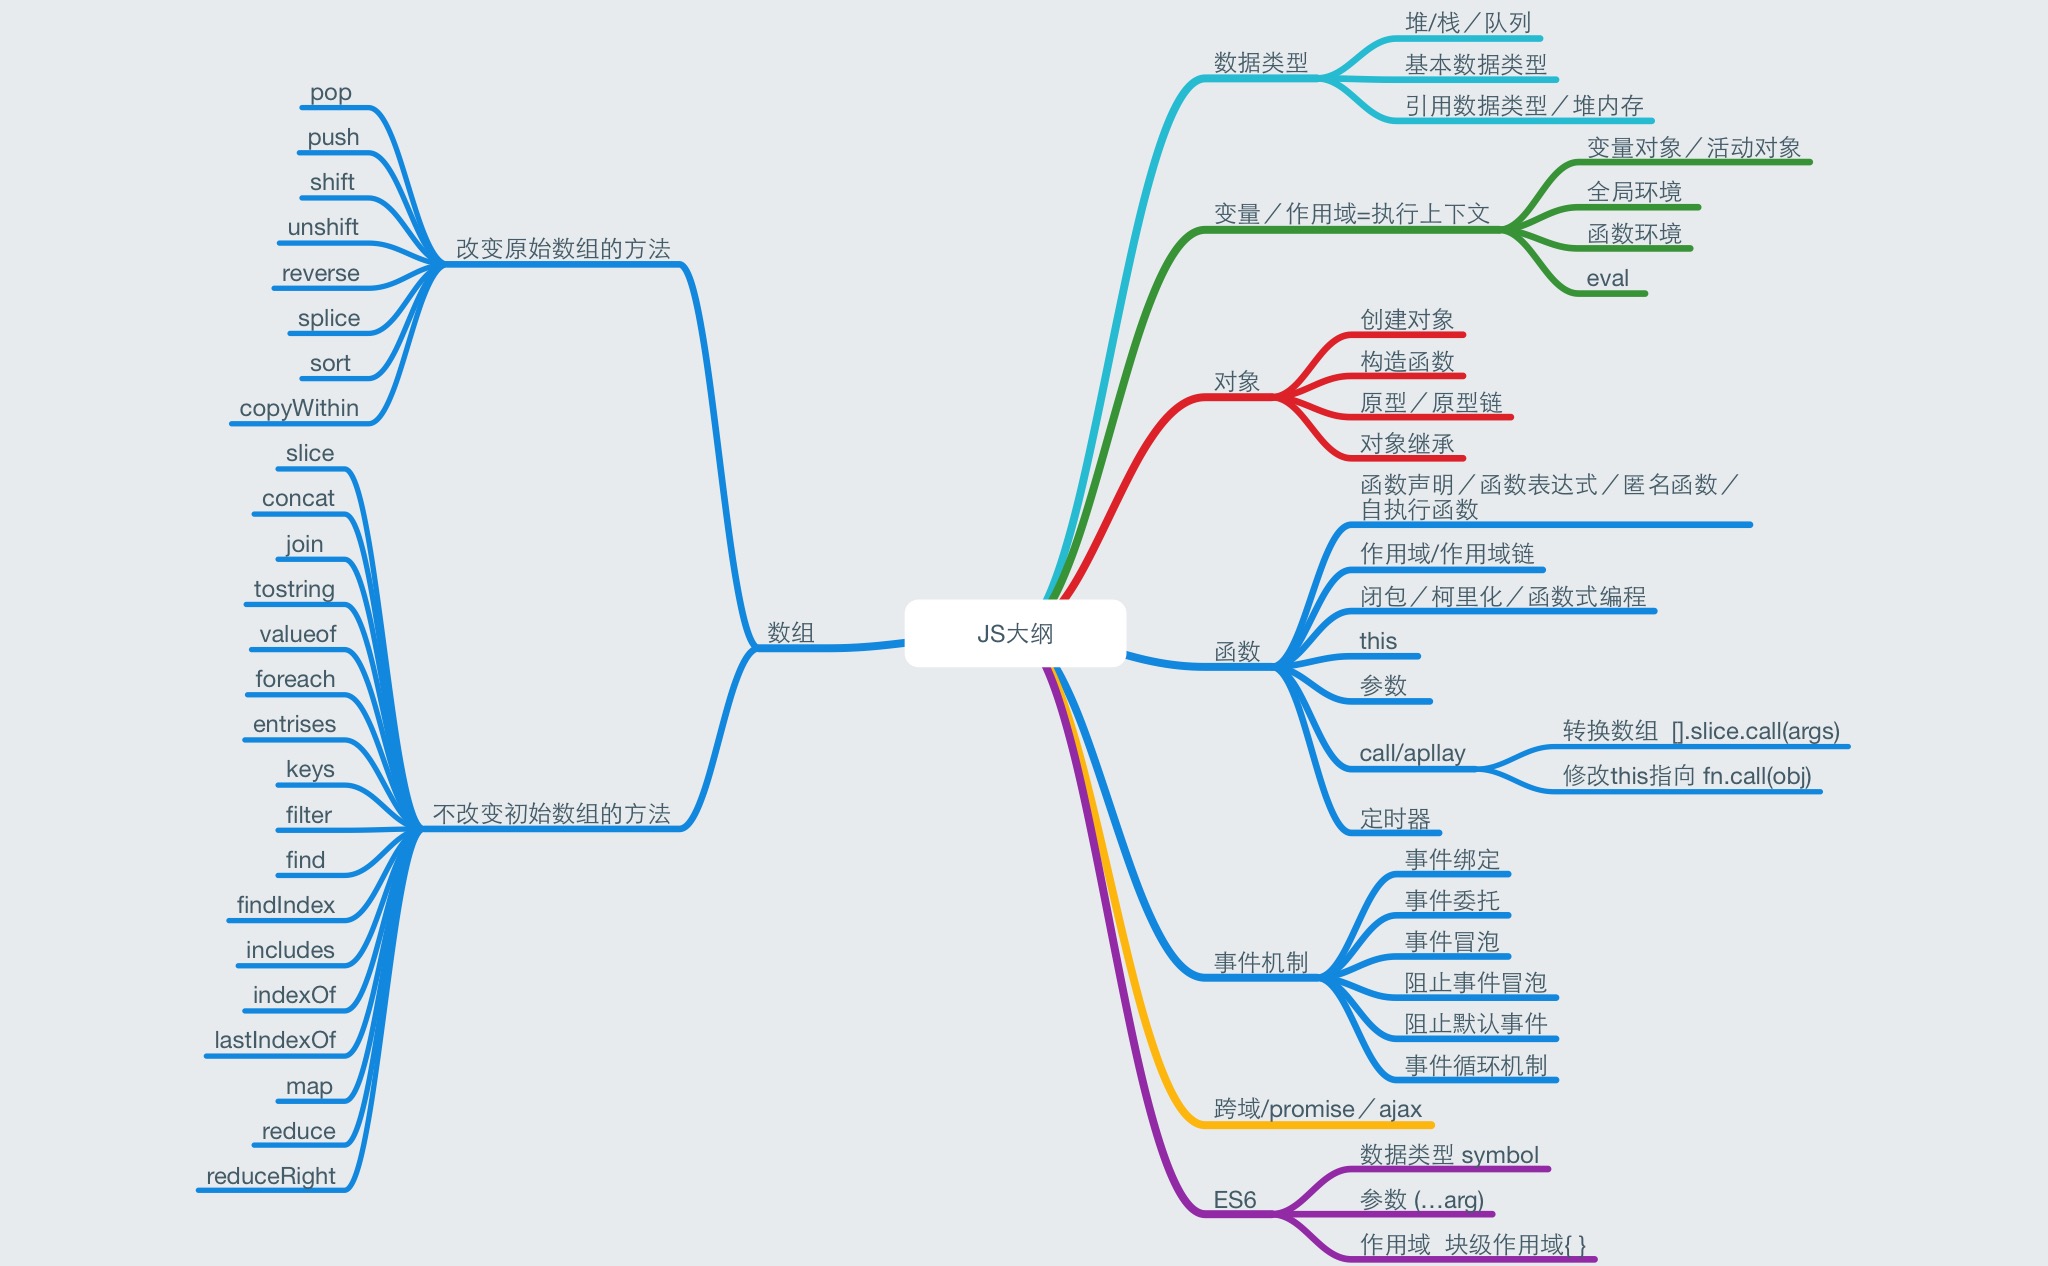 JS大纲
数据类型
堆/栈／队列
基本数据类型
引用数据类型／堆内存
变量／作用域=执行上下文
变量对象／活动对象
全局环境
函数环境
eval
对象
创建对象
构造函数
原型／原型链
对象继承
函数
函数声明／函数表达式／匿名函数／
自执行函数
作用域/作用域链
闭包／柯里化／函数式编程
this
参数
call/apllay
转换数组  [].slice.call(args)
修改this指向 fn.call(obj)
定时器
事件机制
事件绑定
事件委托
事件冒泡
阻止事件冒泡
阻止默认事件
事件循环机制
跨域/promise／ajax
ES6
数据类型 symbol
参数 (...arg)
作用域  块级作用域{ }
数组
改变原始数组的方法
pop
push
shift
unshift
reverse
splice
sort
copyWithin
不改变初始数组的方法
slice
concat
join
tostring
valueof
foreach
entrises
keys
filter
find
findIndex
includes
indexOf
lastIndexOf
map
reduce
reduceRight